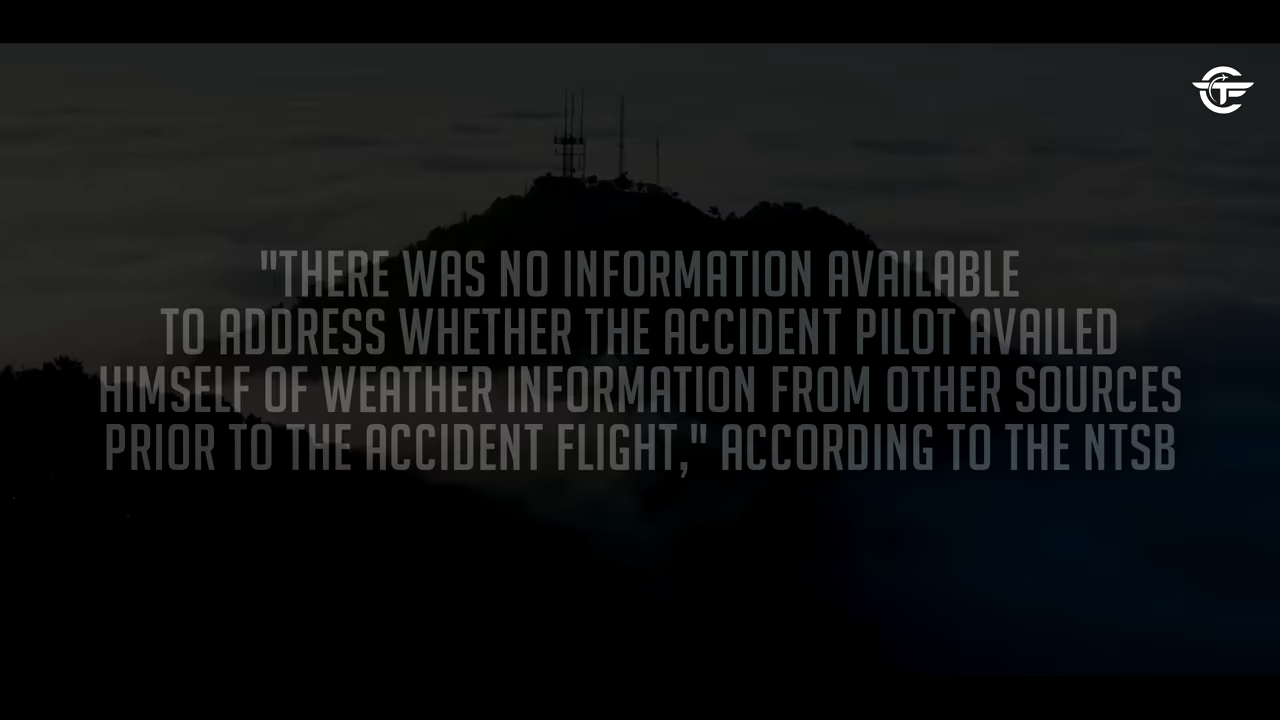 "THERE WAS NO INFORMATION AVAILABLE
TO ADDRESS WHETHER THE ACCIDENT PILOT AVAILED
HIMSELF OF WEATHER INFORMATION FROM OTHER SOURCES
PRIOR TO THE ACCIDENT FLIGHT," ACCORDING TO THE NTSB